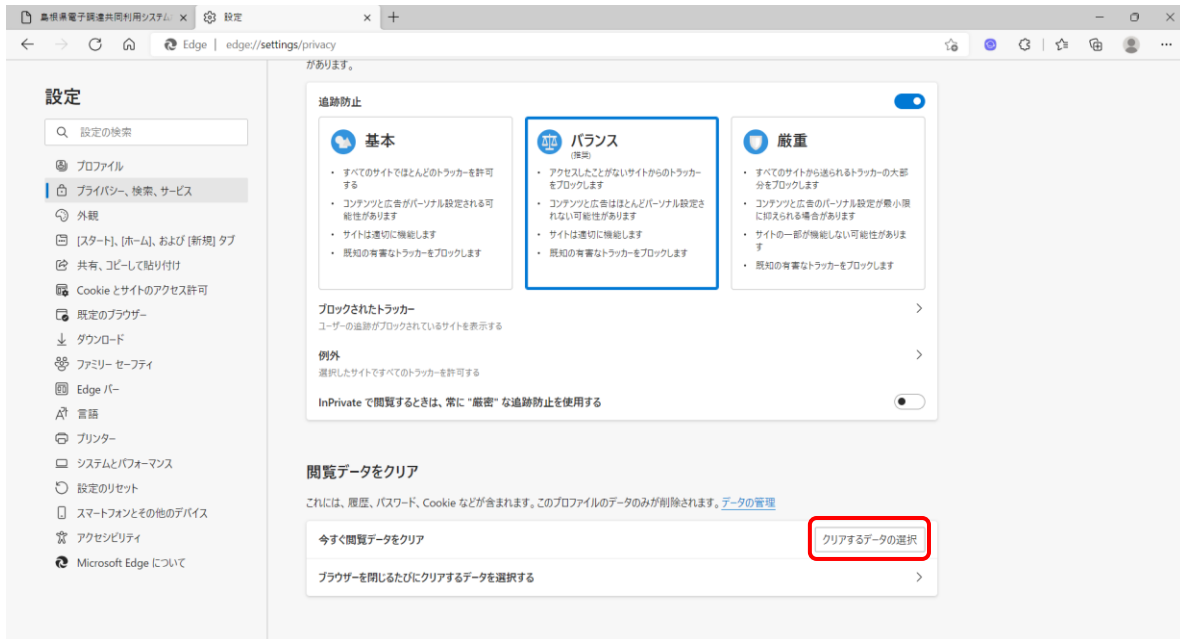 島根県電子調達共同利用システム
設定
Edge | edge://settings/privacy
設定
設定の検索
プロファイル
プライバシー、検索、サービス
外観
[スタート]、[ホーム]、および [新規] タブ
共有、コピーして貼り付け
Cookie とサイトのアクセス許可
既定のブラウザー
ダウンロード
ファミリー セーフティ
Edge バー
言語
プリンター
システムとパフォーマンス
設定のリセット
スマートフォンとその他のデバイス
アクセシビリティ
Microsoft Edge について
があります。
追跡防止
基本
・ すべてのサイトでほとんどのトラッカーを許可
する
・ コンテンツと広告がパーソナル設定される可
能性があります
・ サイトは適切に機能します
・ 既知の有害なトラッカーをブロックします
バランス
(推奨)
・ アクセスしたことがないサイトからのトラッカー
をブロックします
・ コンテンツと広告はほとんどパーソナル設定さ
れない可能性があります
・ サイトは適切に機能します
・ 既知の有害なトラッカーをブロックします
厳重
・ すべてのサイトから送られるトラッカーの大部
分をブロックします
・ コンテンツと広告のパーソナル設定が最小限
に抑えられる場合があります
・ サイトの一部が機能しない可能性がありま
す
・ 既知の有害なトラッカーをブロックします
ブロックされたトラッカー
ユーザーの追跡がブロックされているサイトを表示する
例外
選択したサイトですべてのトラッカーを許可する
InPrivate で閲覧するときは、常に "厳密" な追跡防止を使用する
閲覧データをクリア
これには、履歴、パスワード、Cookie などが含まれます。このプロファイルのデータのみが削除されます。データの管理
今すぐ閲覧データをクリア
クリアするデータの選択
ブラウザーを閉じるたびにクリアするデータを選択する